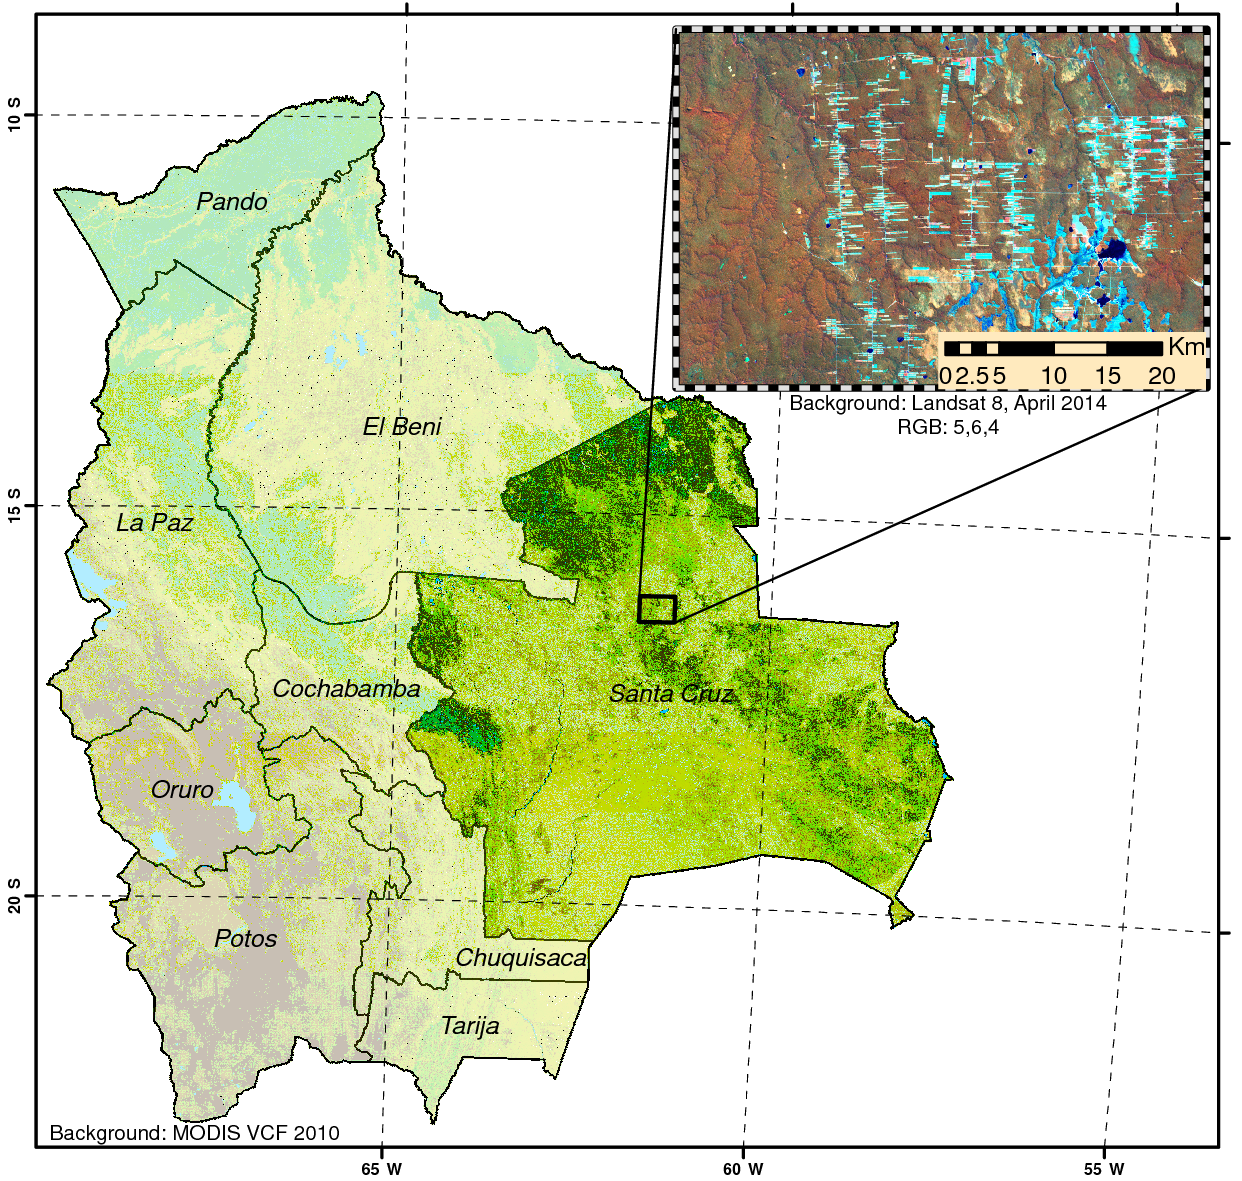 Km
0 2.5 5 10 15 20
Background: Landsat 8, April 2014
RGB: 5,6,4
10 S
15 S
20 S
Pando
El Beni
La Paz
Cochabamba
Santa Cruz
Oruro
Potos
Chuquisaca
Tarija
Background: MODIS VCF 2010
65 W
60 W
55 W